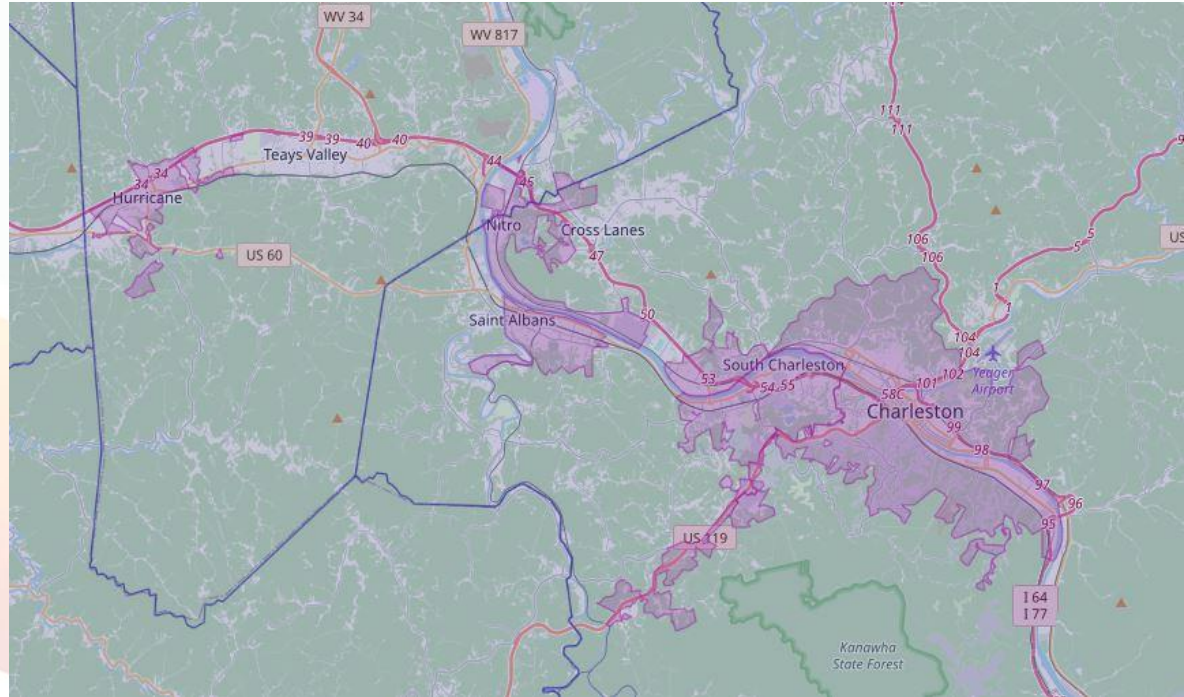 WV 34
WV 817
104
111
111
39
39
40
40
Teays Valley
44
45
34
34
Hurricane
Nitro
Cross Lanes
47
US 60
106
106
5
5
9
US
1
1
50
Saint Albans
104
104
Yeager
Airport
South Charleston
53
54
55
58C
101
102
Charleston
99
98
97
96
95
US 119
I 64
I 77
Kanawha
State Forest